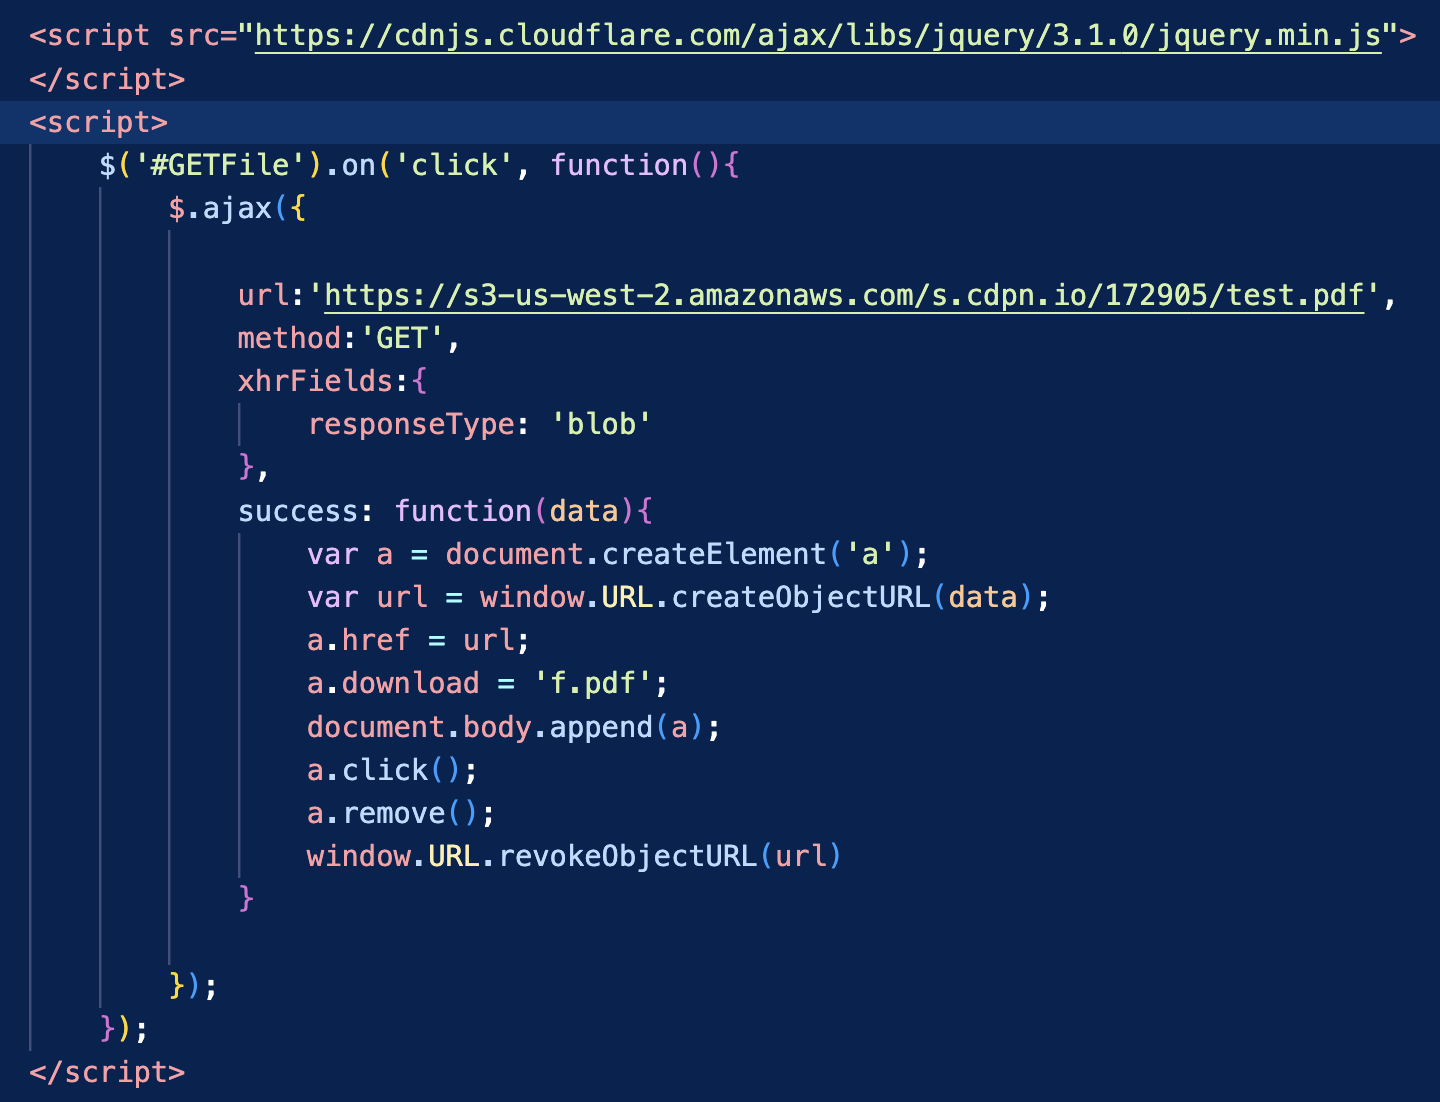 <script src="https://cdnjs.cloudflare.com/ajax/libs/jquery/3.1.0/jquery.min.js">
</script>
<script>
    $('#GETFile').on('click', function(){
        $.ajax({

            url:'https://s3-us-west-2.amazonaws.com/s.cdpn.io/172905/test.pdf',
            method:'GET',
            xhrFields:{
                responseType: 'blob'
            },
            success: function(data){
                var a = document.createElement('a');
                var url = window.URL.createObjectURL(data);
                a.href = url;
                a.download = 'f.pdf';
                document.body.append(a);
                a.click();
                a.remove();
                window.URL.revokeObjectURL(url)
            }

        });
    });
</script>